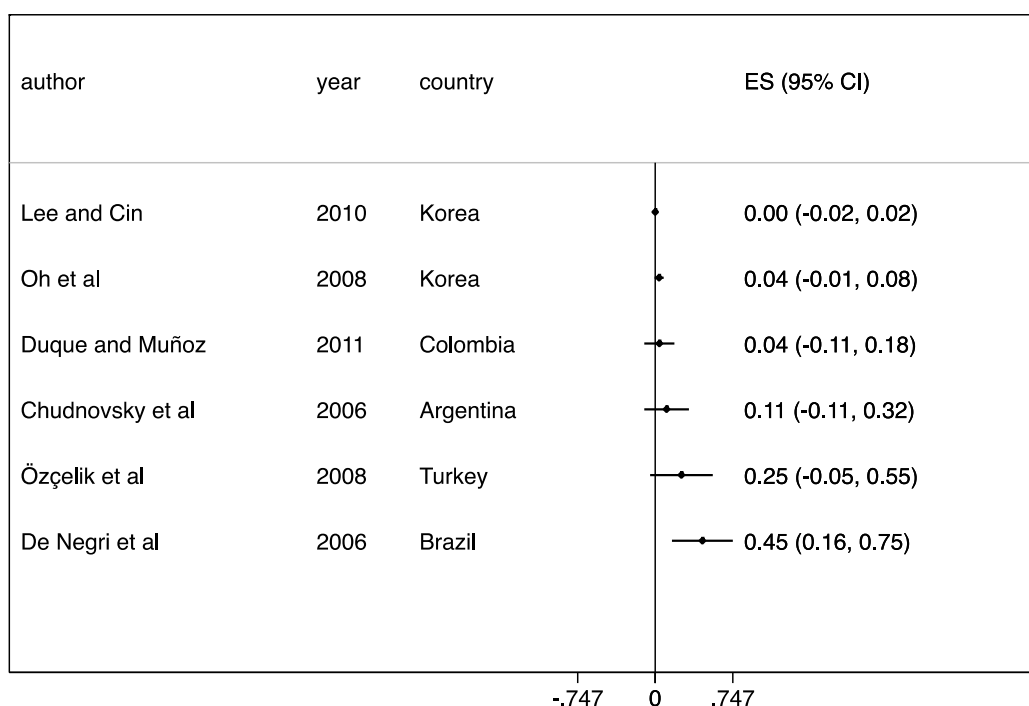 author year country ES (95% CI)
Lee and Cin 2010 Korea 0.00 (-0.02, 0.02)
Oh et al 2008 Korea 0.04 (-0.01, 0.08)
Duque and Muñoz 2011 Colombia 0.04 (-0.11, 0.18)
Chudnovsky et al 2006 Argentina 0.11 (-0.11, 0.32)
Özçelik et al 2008 Turkey 0.25 (-0.05, 0.55)
De Negri et al 2006 Brazil 0.45 (0.16, 0.75)
-.747 0 .747